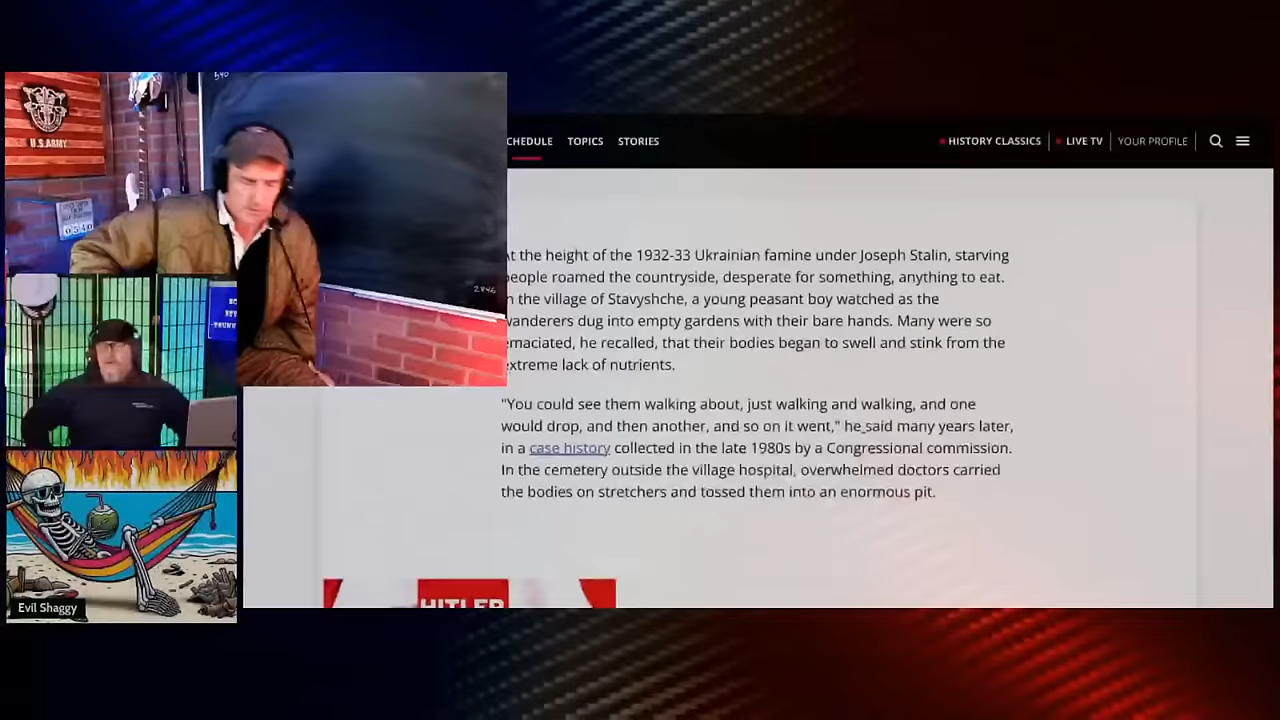 540
U.S. ARMY
0540
2846
CHEDULE TOPICS STORIES
HISTORY CLASSICS LIVE TV YOUR PROFILE
t the height of the 1932-33 Ukrainian famine under Joseph Stalin, starving
people roamed the countryside, desperate for something, anything to eat.
n the village of Stavyshche, a young peasant boy watched as the
wanderers dug into empty gardens with their bare hands. Many were so
emaciated, he recalled, that their bodies began to swell and stink from the
extreme lack of nutrients.
"You could see them walking about, just walking and walking, and one
would drop, and then another, and so on it went," he said many years later,
in a case history collected in the late 1980s by a Congressional commission.
In the cemetery outside the village hospital, overwhelmed doctors carried
the bodies on stretchers and tossed them into an enormous pit.
HITLER
Evil Shaggy